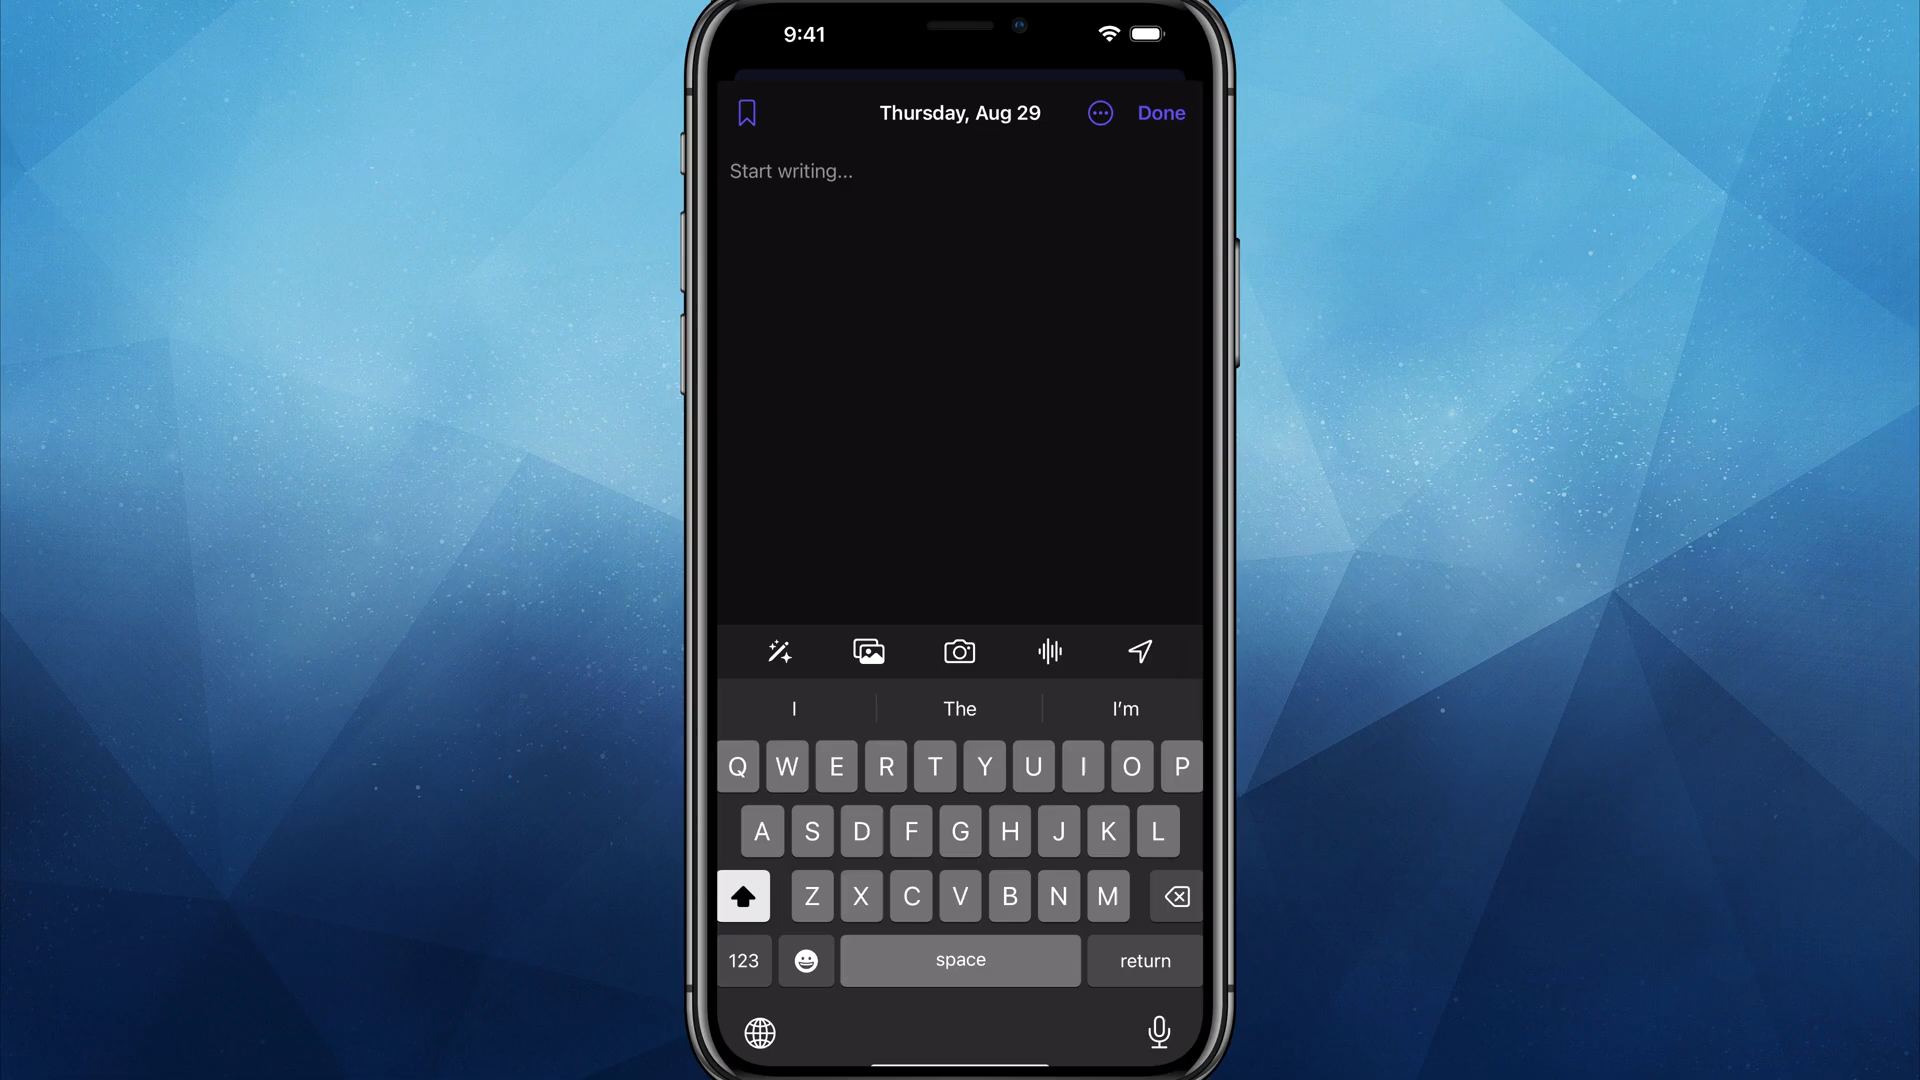 9:41
Thursday, Aug 29
Done
Start writing...
I
The
I'm
Q W E R T Y U I O P
A S D F G H J K L
Z X C V B N M
123
space
return